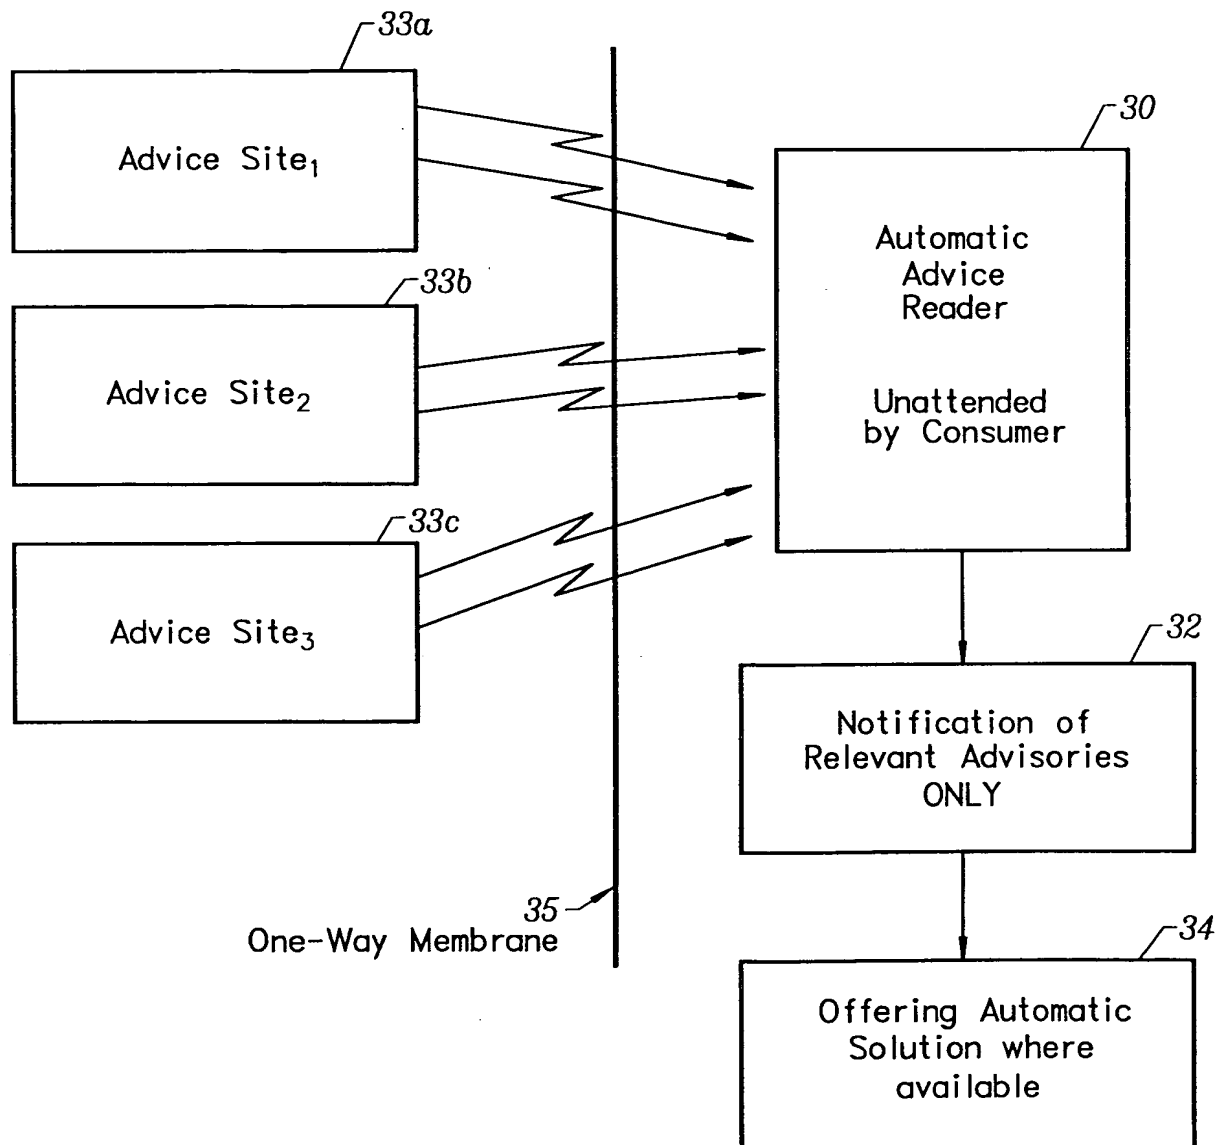 33a
Advice Site₁
33b
Advice Site₂
33c
Advice Site₃
35
One-Way Membrane
30
Automatic
Advice
Reader
Unattended
by Consumer
32
Notification of
Relevant Advisories
ONLY
34
Offering Automatic
Solution where
available